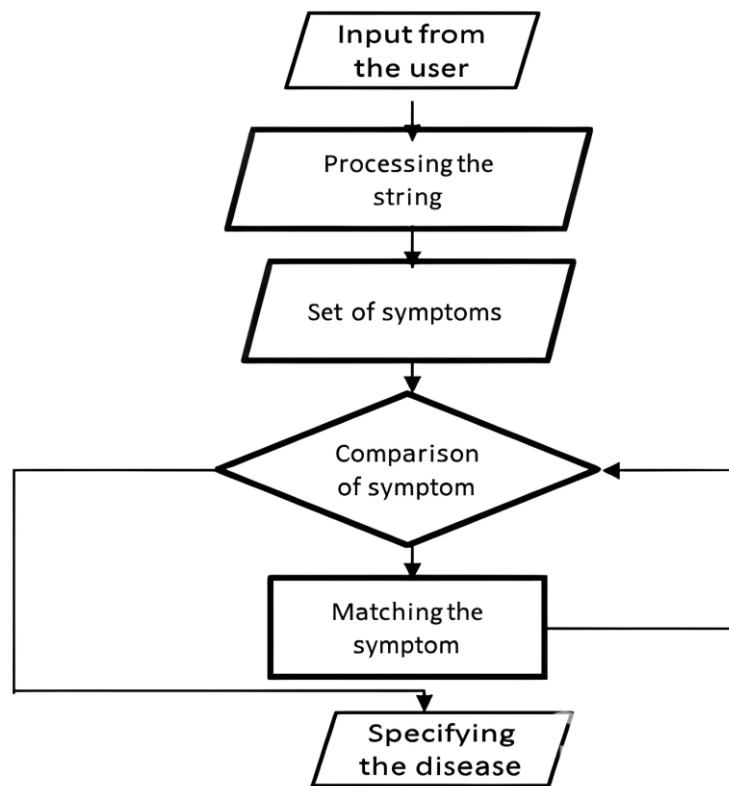 Input from
the user
Processing the
string
Set of symptoms
Comparison
of symptom
Matching the
symptom
Specifying
the disease